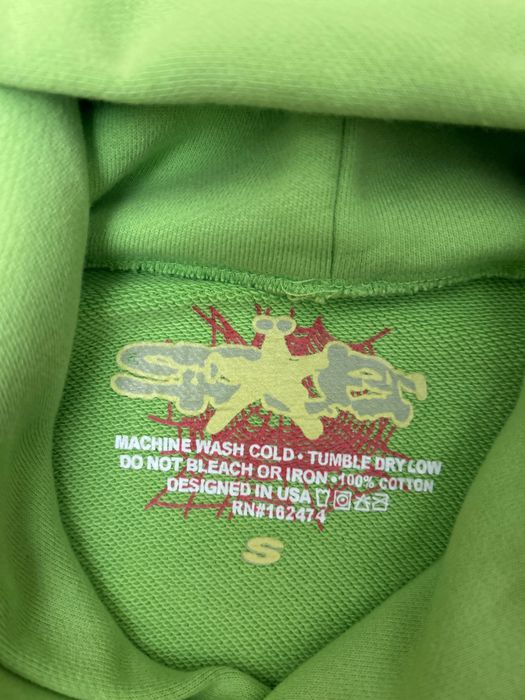 MACHINE WASH COLD • TUMBLE DRY LOW
DO NOT BLEACH OR IRON • 100% COTTON
DESIGNED IN USA
RN#162474
S